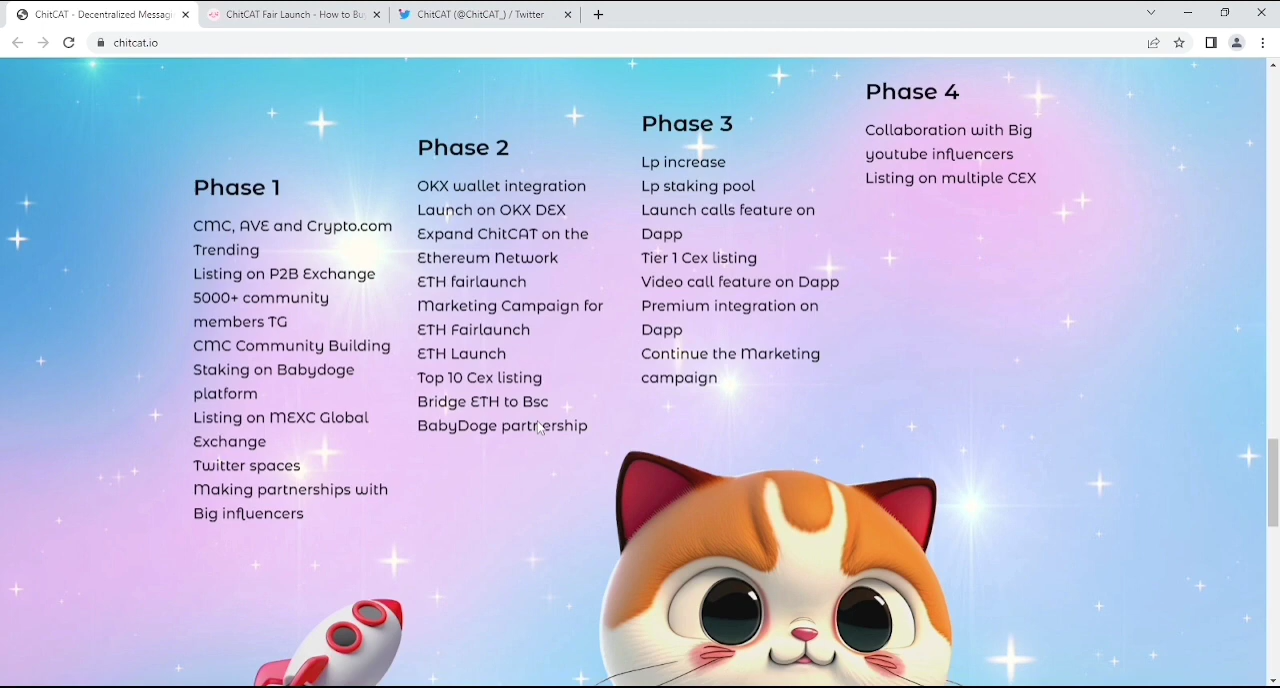 ChitCAT - Decentralized Messag
ChitCAT Fair Launch - How to Bu
ChitCAT (@ChitCAT_) / Twitter
chitcat.io
Phase 1
CMC, AVE and Crypto.com
Trending
Listing on P2B Exchange
5000+ community
members TG
CMC Community Building
Staking on Babydoge
platform
Listing on MEXC Global
Exchange
Twitter spaces
Making partnerships with
Big influencers
Phase 2
OKX wallet integration
Launch on OKX DEX
Expand ChitCAT on the
Ethereum Network
ETH fairlaunch
Marketing Campaign for
ETH Fairlaunch
ETH Launch
Top 10 Cex listing
Bridge ETH to Bsc
BabyDoge partnership
Phase 3
Lp increase
Lp staking pool
Launch calls feature on
Dapp
Tier 1 Cex listing
Video call feature on Dapp
Premium integration on
Dapp
Continue the Marketing
campaign
Phase 4
Collaboration with Big
youtube influencers
Listing on multiple CEX